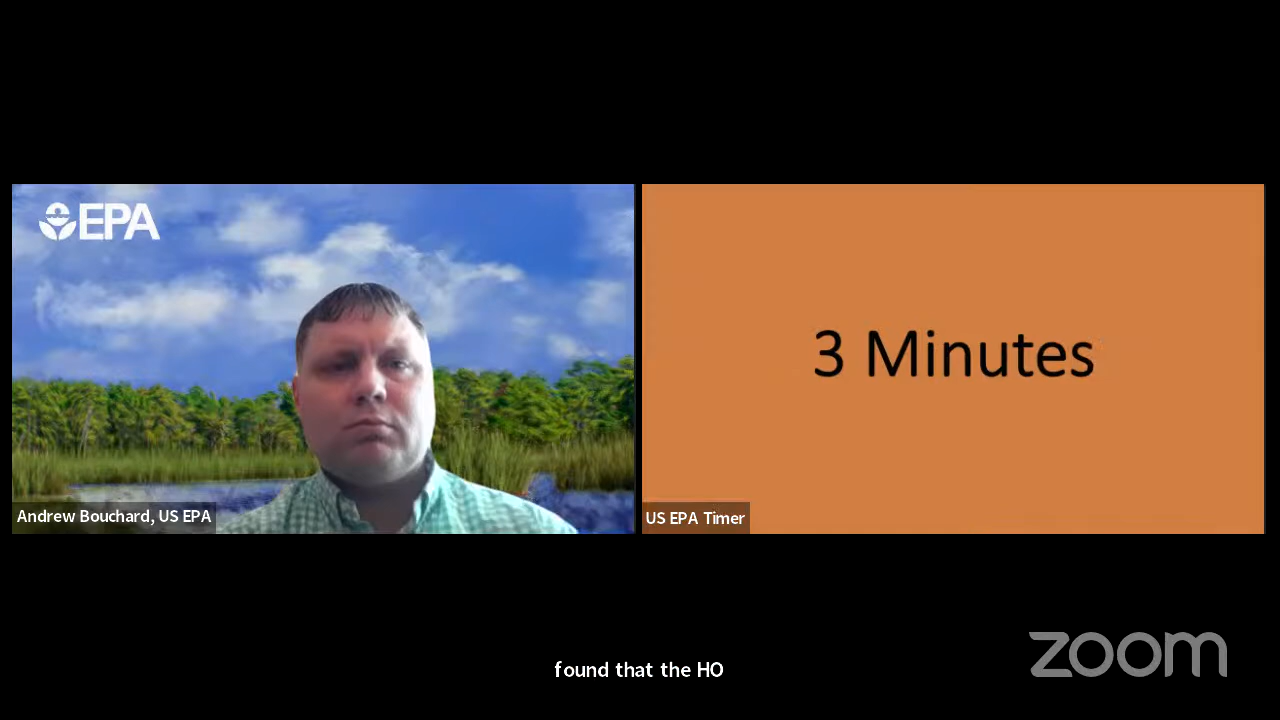 EPA
3 Minutes
Andrew Bouchard, US EPA
US EPA Timer
found that the HO
zoom